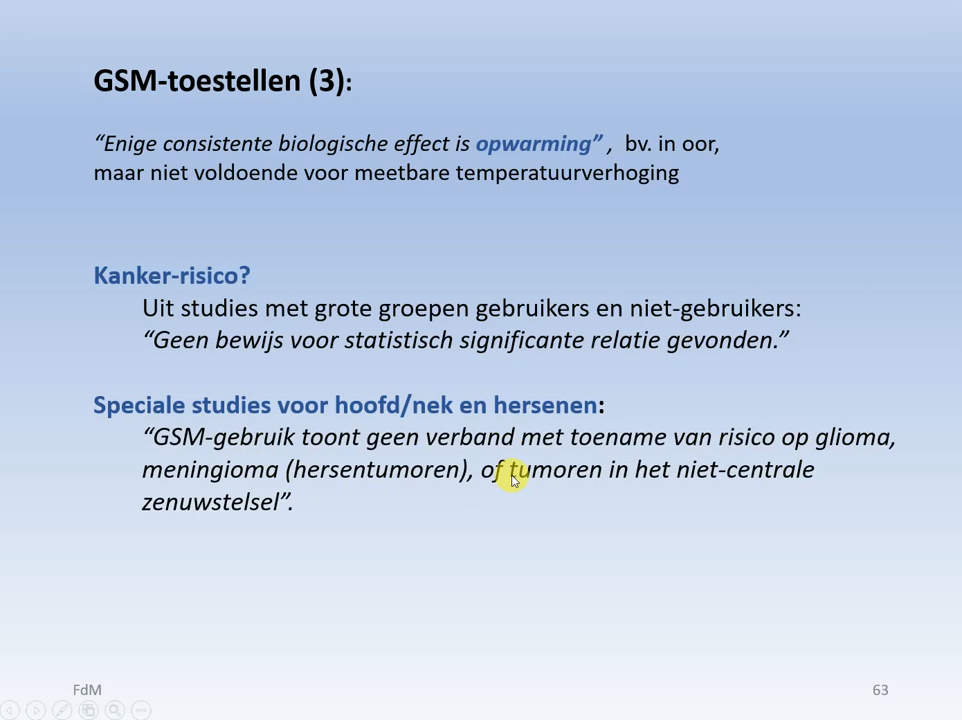 GSM-toestellen (3):
“Enige consistente biologische effect is opwarming” , bv. in oor,
maar niet voldoende voor meetbare temperatuurverhoging
Kanker-risico?
Uit studies met grote groepen gebruikers en niet-gebruikers:
“Geen bewijs voor statistisch significante relatie gevonden.”
Speciale studies voor hoofd/nek en hersenen:
“GSM-gebruik toont geen verband met toename van risico op glioma,
meningioma (hersentumoren), of tumoren in het niet-centrale
zenuwstelsel”.
FdM
63